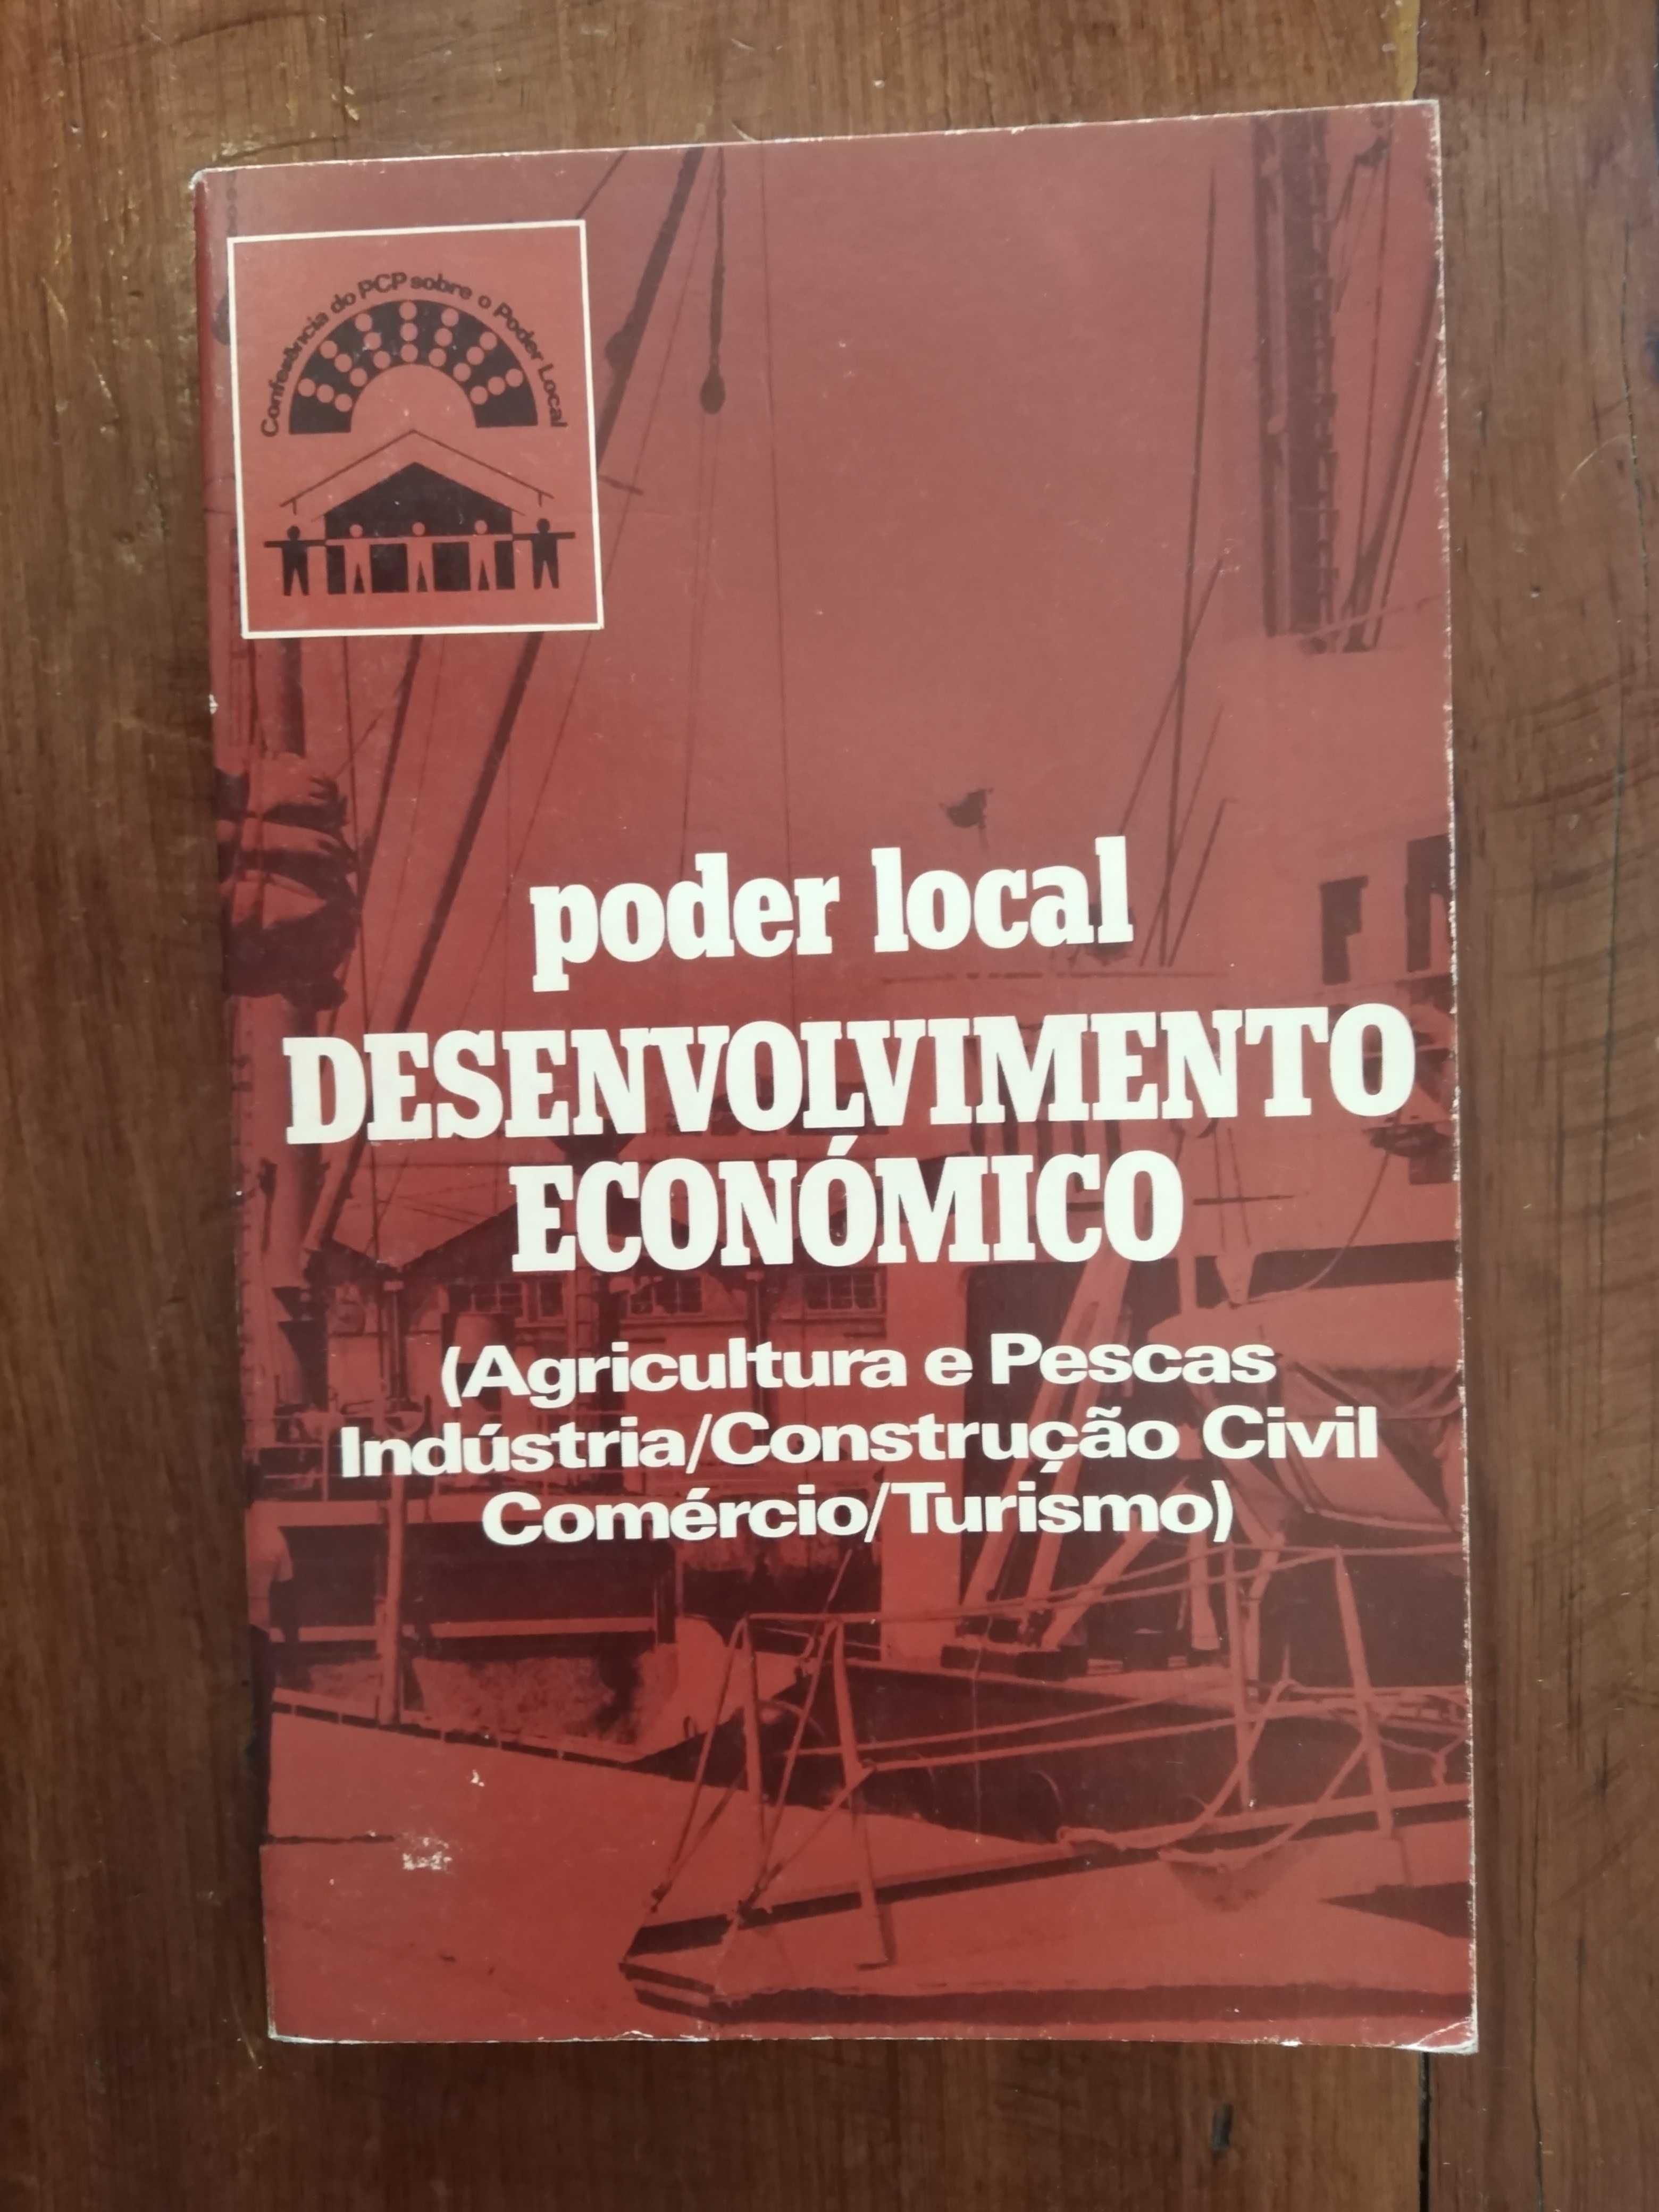 Conferência do PCP sobre o Poder Local
poder local
DESENVOLVIMENTO
ECONÓMICO
(Agricultura e Pescas
Indústria/Construção Civil
Comércio/Turismo)